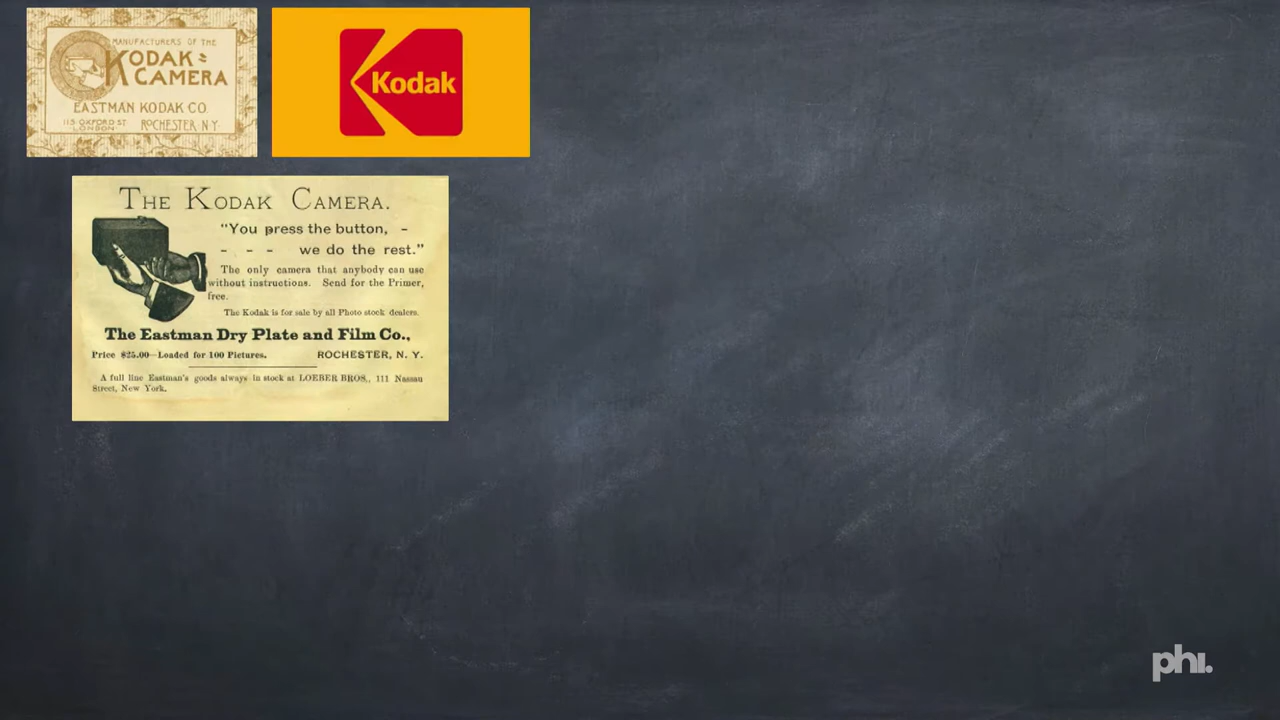 MANUFACTURERS OF THE
KODAK
CAMERA
EASTMAN KODAK CO
115 OXFORD ST
LONDON
ROCHESTER N·Y·
Kodak
THE KODAK CAMERA.
"You press the button, -
- - - we do the rest."
The only camera that anybody can use
without instructions. Send for the Primer,
free.
The Kodak is for sale by all Photo stock dealers.
The Eastman Dry Plate and Film Co.,
Price $25.00—Loaded for 100 Pictures. ROCHESTER, N. Y.
A full line Eastman's goods always in stock at LOEBER BROS., 111 Nassau
Street, New York.
phi.